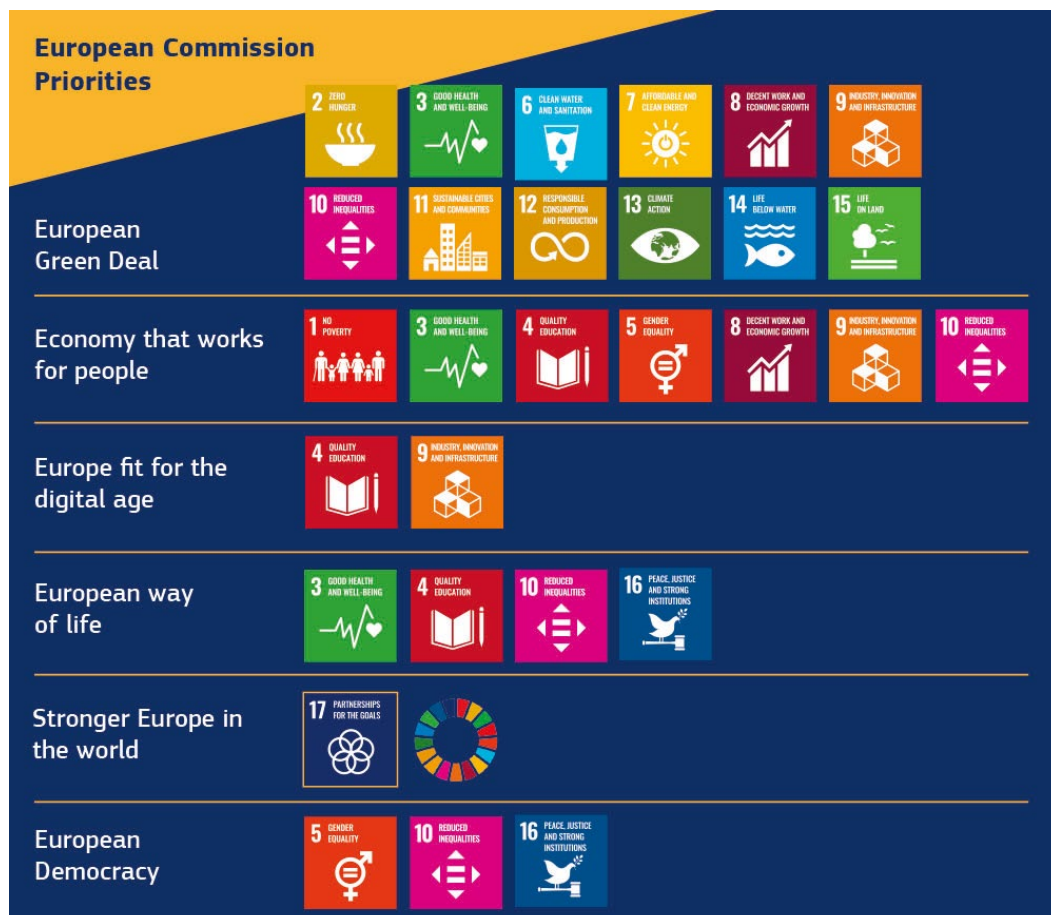 European Commission
Priorities
2 ZERO
HUNGER
3 GOOD HEALTH
AND WELL-BEING
6 CLEAN WATER
AND SANITATION
7 AFFORDABLE AND
CLEAN ENERGY
8 DECENT WORK AND
ECONOMIC GROWTH
9 INDUSTRY, INNOVATION
AND INFRASTRUCTURE
European
Green Deal
10 REDUCED
INEQUALITIES
11 SUSTAINABLE CITIES
AND COMMUNITIES
12 RESPONSIBLE
CONSUMPTION
AND PRODUCTION
13 CLIMATE
ACTION
14 LIFE
BELOW WATER
15 LIFE
ON LAND
Economy that works
for people
1 NO
POVERTY
3 GOOD HEALTH
AND WELL-BEING
4 QUALITY
EDUCATION
5 GENDER
EQUALITY
8 DECENT WORK AND
ECONOMIC GROWTH
9 INDUSTRY, INNOVATION
AND INFRASTRUCTURE
10 REDUCED
INEQUALITIES
Europe fit for the
digital age
4 QUALITY
EDUCATION
9 INDUSTRY, INNOVATION
AND INFRASTRUCTURE
European way
of life
3 GOOD HEALTH
AND WELL-BEING
4 QUALITY
EDUCATION
10 REDUCED
INEQUALITIES
16 PEACE, JUSTICE
AND STRONG
INSTITUTIONS
Stronger Europe in
the world
17 PARTNERSHIPS
FOR THE GOALS
European
Democracy
5 GENDER
EQUALITY
10 REDUCED
INEQUALITIES
16 PEACE, JUSTICE
AND STRONG
INSTITUTIONS